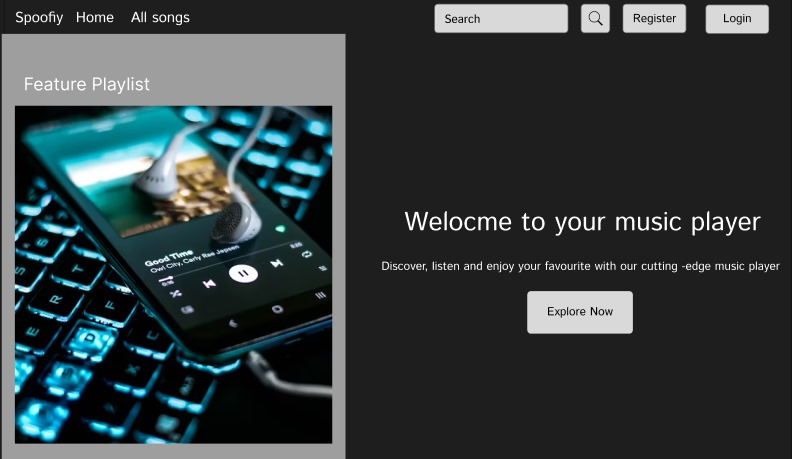 Spoofiy Home All songs Search Register Login
Feature Playlist
Good Time
Owl City, Carly Rae Jepsen
Welocme to your music player
Discover, listen and enjoy your favourite with our cutting -edge music player
Explore Now